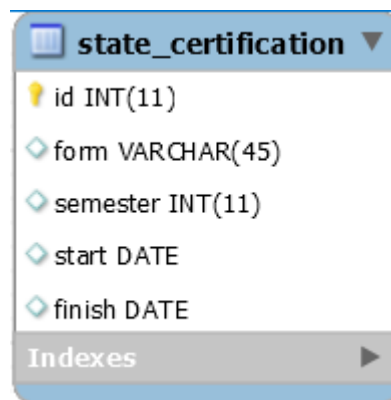 state_certification
id INT(11)
form VARCHAR(45)
semester INT(11)
start DATE
finish DATE
Indexes